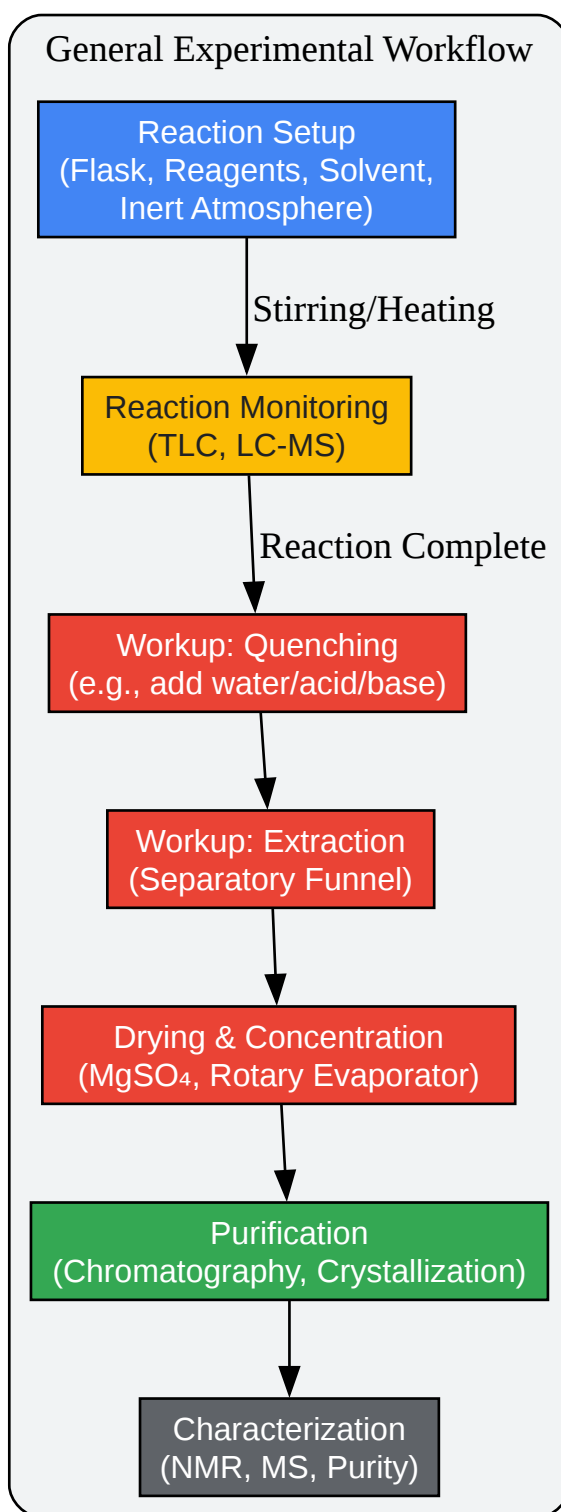 General Experimental Workflow
Reaction Setup
(Flask, Reagents, Solvent,
Inert Atmosphere)
Stirring/Heating
Reaction Monitoring
(TLC, LC-MS)
Reaction Complete
Workup: Quenching
(e.g., add water/acid/base)
Workup: Extraction
(Separatory Funnel)
Drying & Concentration
(MgSO₄, Rotary Evaporator)
Purification
(Chromatography, Crystallization)
Characterization
(NMR, MS, Purity)